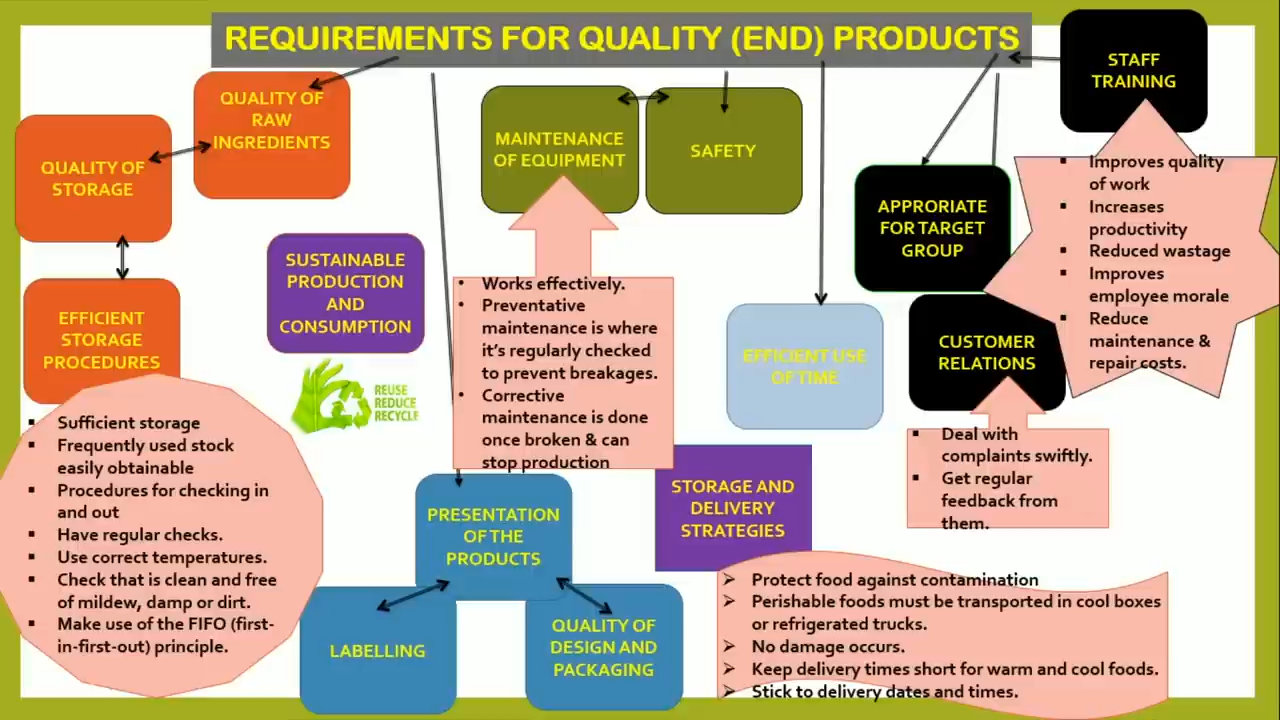 REQUIREMENTS FOR QUALITY (END) PRODUCTS
STAFF
TRAINING
QUALITY OF
RAW
INGREDIENTS
QUALITY OF
STORAGE
EFFICIENT
STORAGE
PROCEDURES
▪ Sufficient storage
▪ Frequently used stock
easily obtainable
▪ Procedures for checking in
and out
▪ Have regular checks.
▪ Use correct temperatures.
▪ Check that is clean and free
of mildew, damp or dirt.
▪ Make use of the FIFO (first-
in-first-out) principle.
SUSTAINABLE
PRODUCTION
AND
CONSUMPTION
REUSE
REDUCE
RECYCLE
MAINTENANCE
OF EQUIPMENT
SAFETY
• Works effectively.
• Preventative
maintenance is where
it’s regularly checked
to prevent breakages.
• Corrective
maintenance is done
once broken & can
stop production
PRESENTATION
OF THE
PRODUCTS
LABELLING
QUALITY OF
DESIGN AND
PACKAGING
EFFICIENT USE
OF TIME
STORAGE AND
DELIVERY
STRATEGIES
➢ Protect food against contamination
➢ Perishable foods must be transported in cool boxes
or refrigerated trucks.
➢ No damage occurs.
➢ Keep delivery times short for warm and cool foods.
➢ Stick to delivery dates and times.
APPRORIATE
FOR TARGET
GROUP
CUSTOMER
RELATIONS
▪ Deal with
complaints swiftly.
▪ Get regular
feedback from
them.
▪ Improves quality
of work
▪ Increases
productivity
▪ Reduced wastage
▪ Improves
employee morale
▪ Reduce
maintenance &
repair costs.